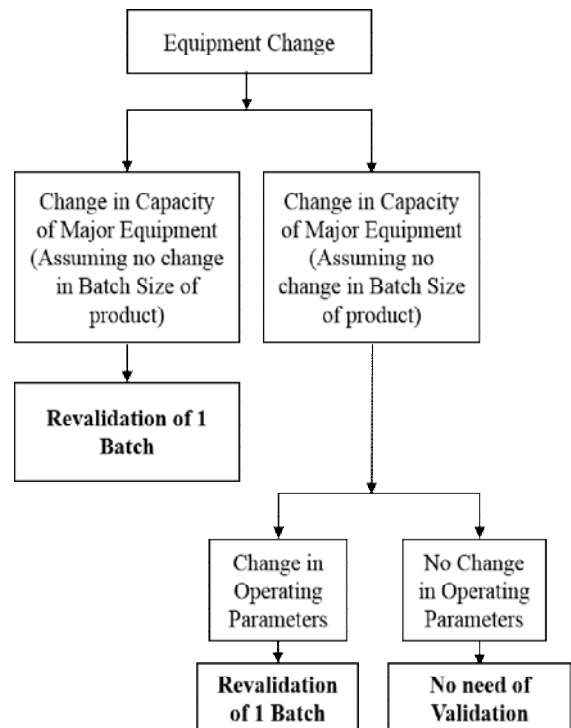 Equipment Change
Change in Capacity
of Major Equipment
(Assuming no change
in Batch Size of
product)
Change in Capacity
of Major Equipment
(Assuming no
change in Batch Size
of product)
Revalidation of 1
Batch
Change in
Operating
Parameters
No Change
in Operating
Parameters
Revalidation
of 1 Batch
No need of
Validation